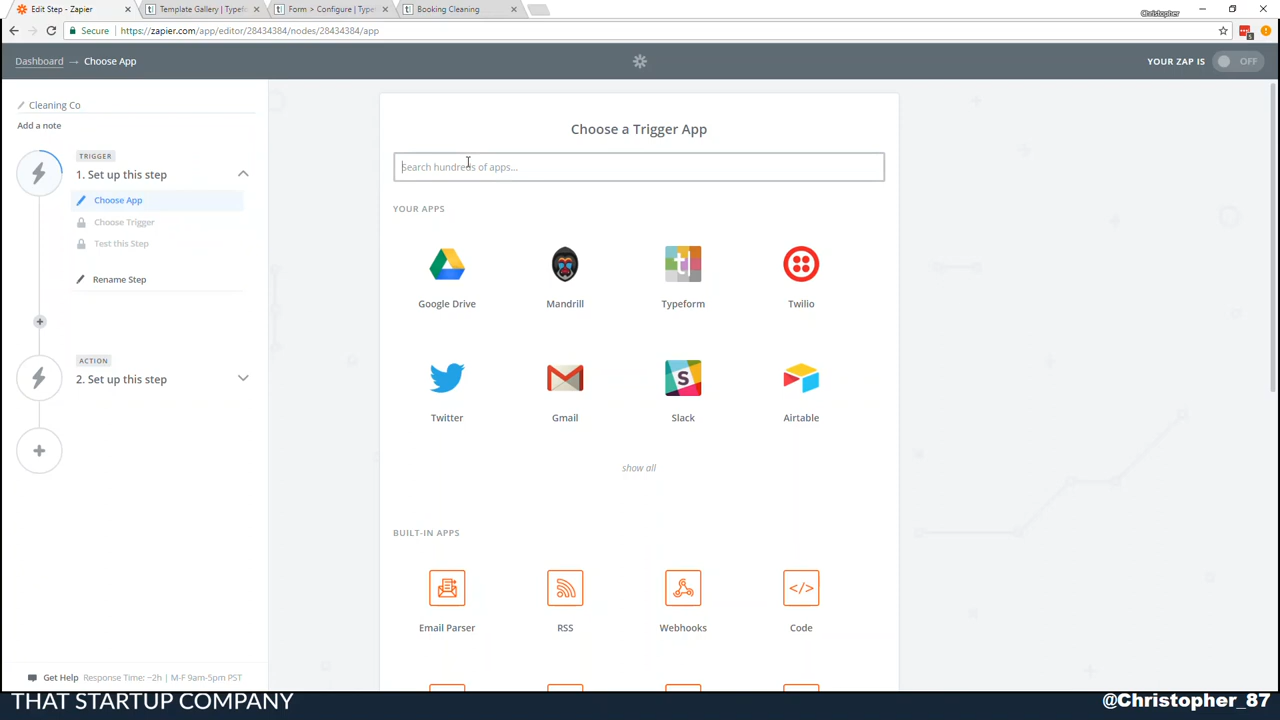 Edit Step - Zapier
Template Gallery | Typef
Form > Configure | Type
Booking Cleaning
Christopher
Secure
https://zapier.com/app/editor/28434384/nodes/28434384/app
Dashboard → Choose App
YOUR ZAP IS
OFF
Cleaning Co
Add a note
TRIGGER
1. Set up this step
Choose App
Choose Trigger
Test this Step
Rename Step
ACTION
2. Set up this step
Get Help Response Time: ~2h | M-F 9am-5pm PST
Choose a Trigger App
Search hundreds of apps...
YOUR APPS
Google Drive
Mandrill
Typeform
Twilio
Twitter
Gmail
Slack
Airtable
show all
BUILT-IN APPS
Email Parser
RSS
Webhooks
</>
Code
THAT STARTUP COMPANY
@Christopher_87